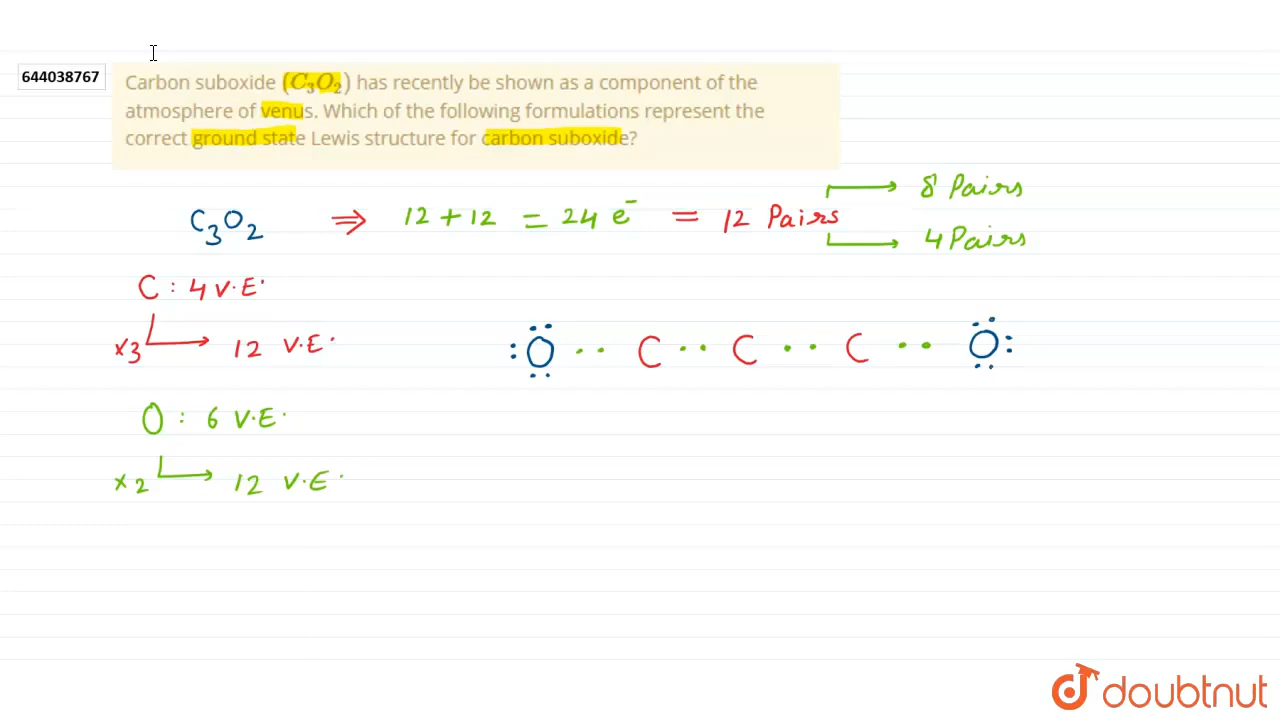 644038767
Carbon suboxide (C₃O₂) has recently be shown as a component of the
atmosphere of venus. Which of the following formulations represent the
correct ground state Lewis structure for carbon suboxide?
C₃O₂ ⇒ 12 + 12 = 24 e⁻ = 12 Pairs → 8 Pairs
→ 4 Pairs
C : 4 V.E.
x3 → 12 V.E.
:Ö̤ ·· C ·· C ·· C ·· Ö̤:
O : 6 V.E.
x2 → 12 V.E.
doubtnut